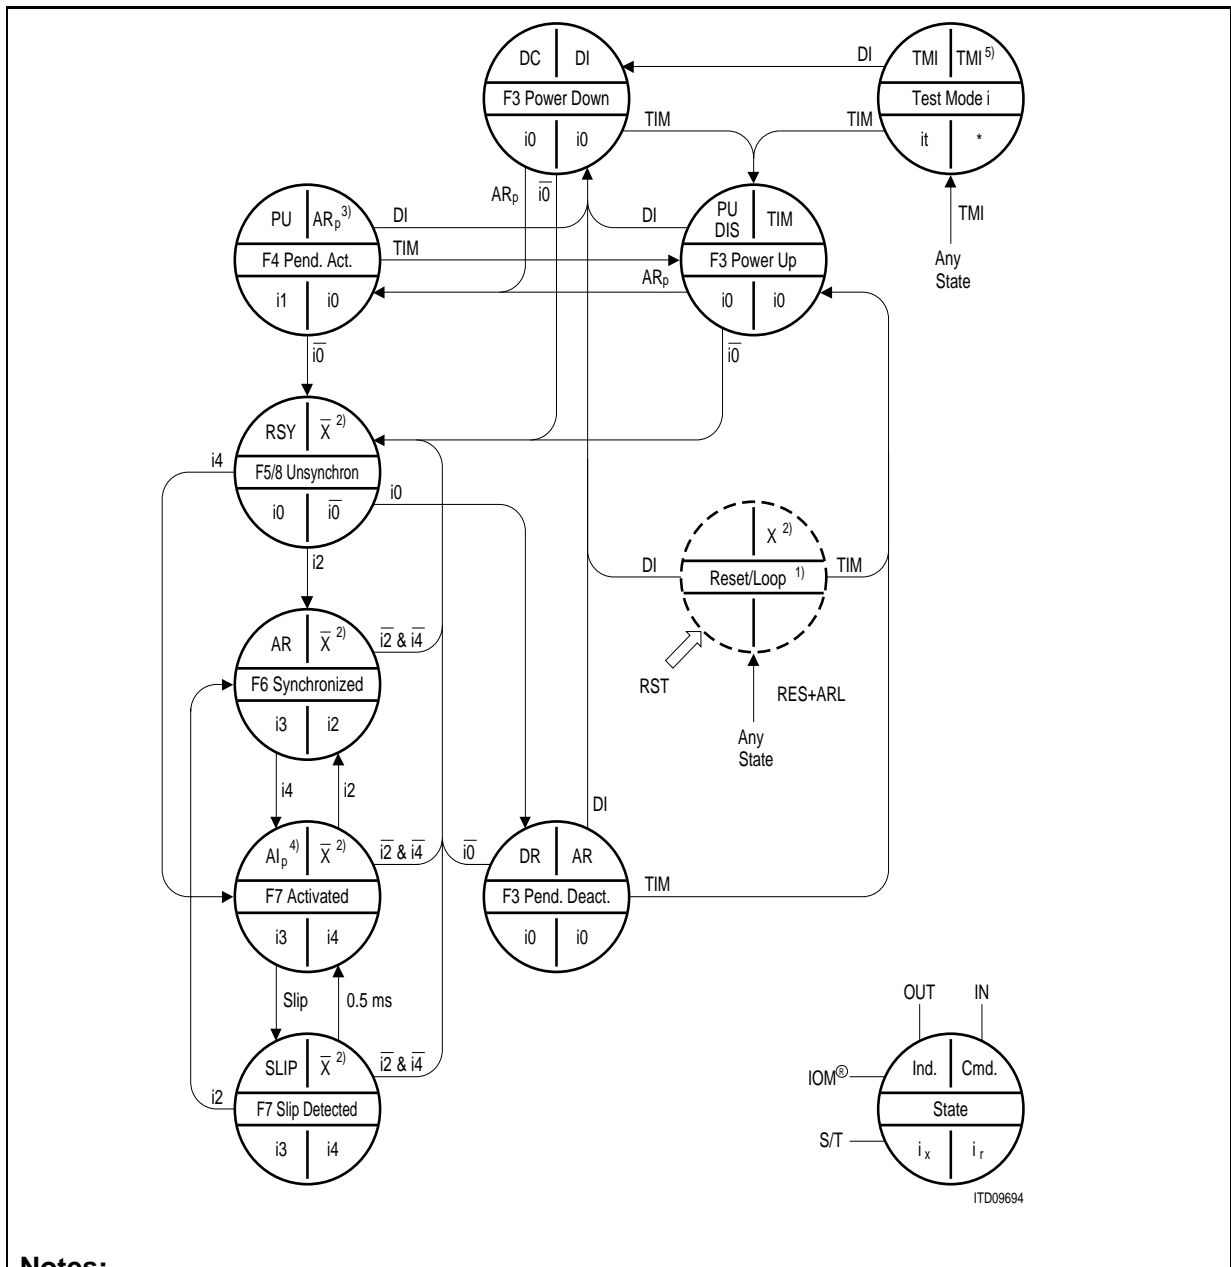 DC DI
F3 Power Down
i0 i0
DI
TMI TMI 5)
Test Mode i
it *
TIM
TIM
TMI
Any
State
ARp
i0
PU ARp 3)
F4 Pend. Act.
i1 i0
DI
TIM
DI
PU
DIS
TIM
F3 Power Up
i0 i0
ARp
i0
i0
RSY X 2)
F5/8 Unsynchron
i0 i0
i4
i0
i2
X 2)
Reset/Loop 1)
DI
TIM
RST
RES+ARL
Any
State
AR X 2)
F6 Synchronized
i3 i2
i2 & i4
i4
i2
DI
AIp 4) X 2)
F7 Activated
i3 i4
i2 & i4
i0
DR AR
F3 Pend. Deact.
i0 i0
TIM
Slip
0.5 ms
SLIP X 2)
F7 Slip Detected
i3 i4
i2 & i4
i2
OUT IN
IOM®
Ind. Cmd.
State
S/T
ix ir
ITD09694
Notes: